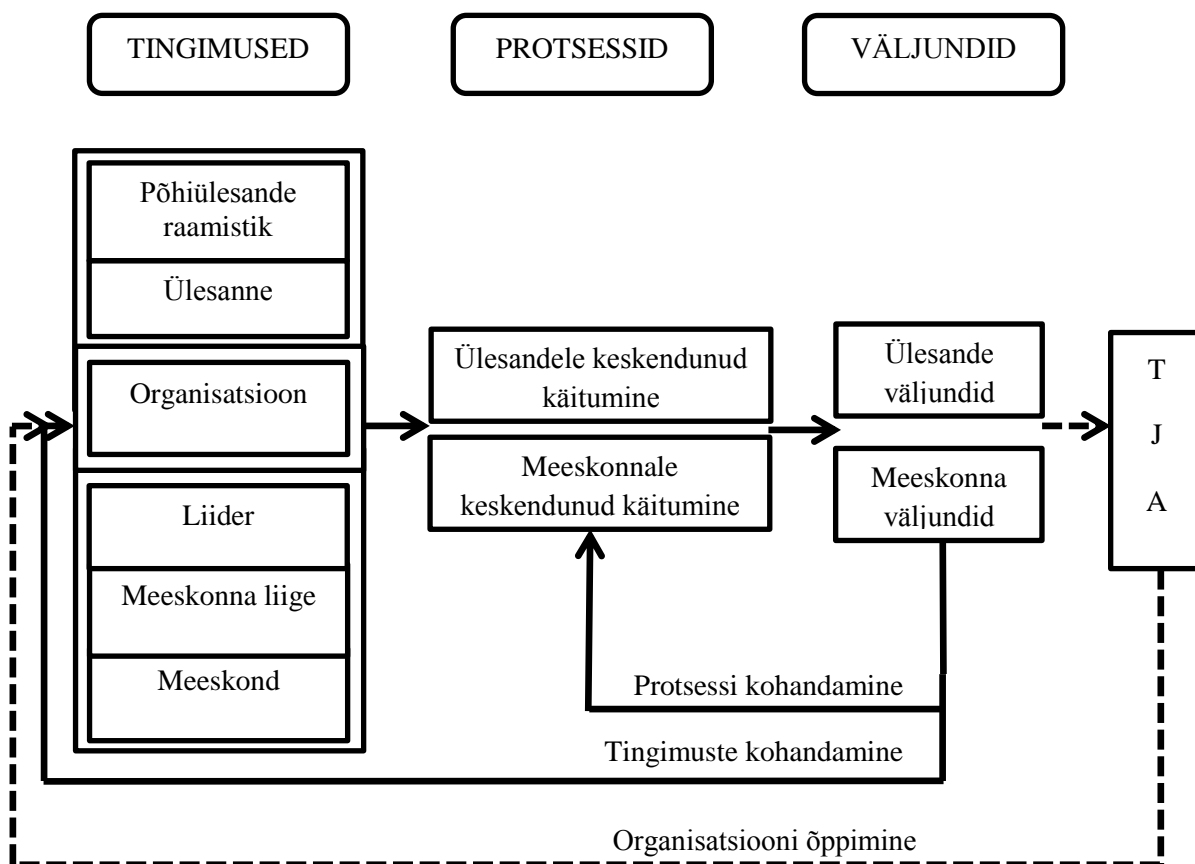 TINGIMUSED
PROTSESSID
VÄLJUNDID
Põhiülesande
raamistik
Ülesanne
Organisatsioon
Liider
Meeskonna liige
Meeskond
Ülesandele keskendunud
käitumine
Meeskonnale
keskendunud käitumine
Ülesande
väljundid
Meeskonna
väljundid
T
J
A
Protsessi kohandamine
Tingimuste kohandamine
Organisatsiooni õppimine